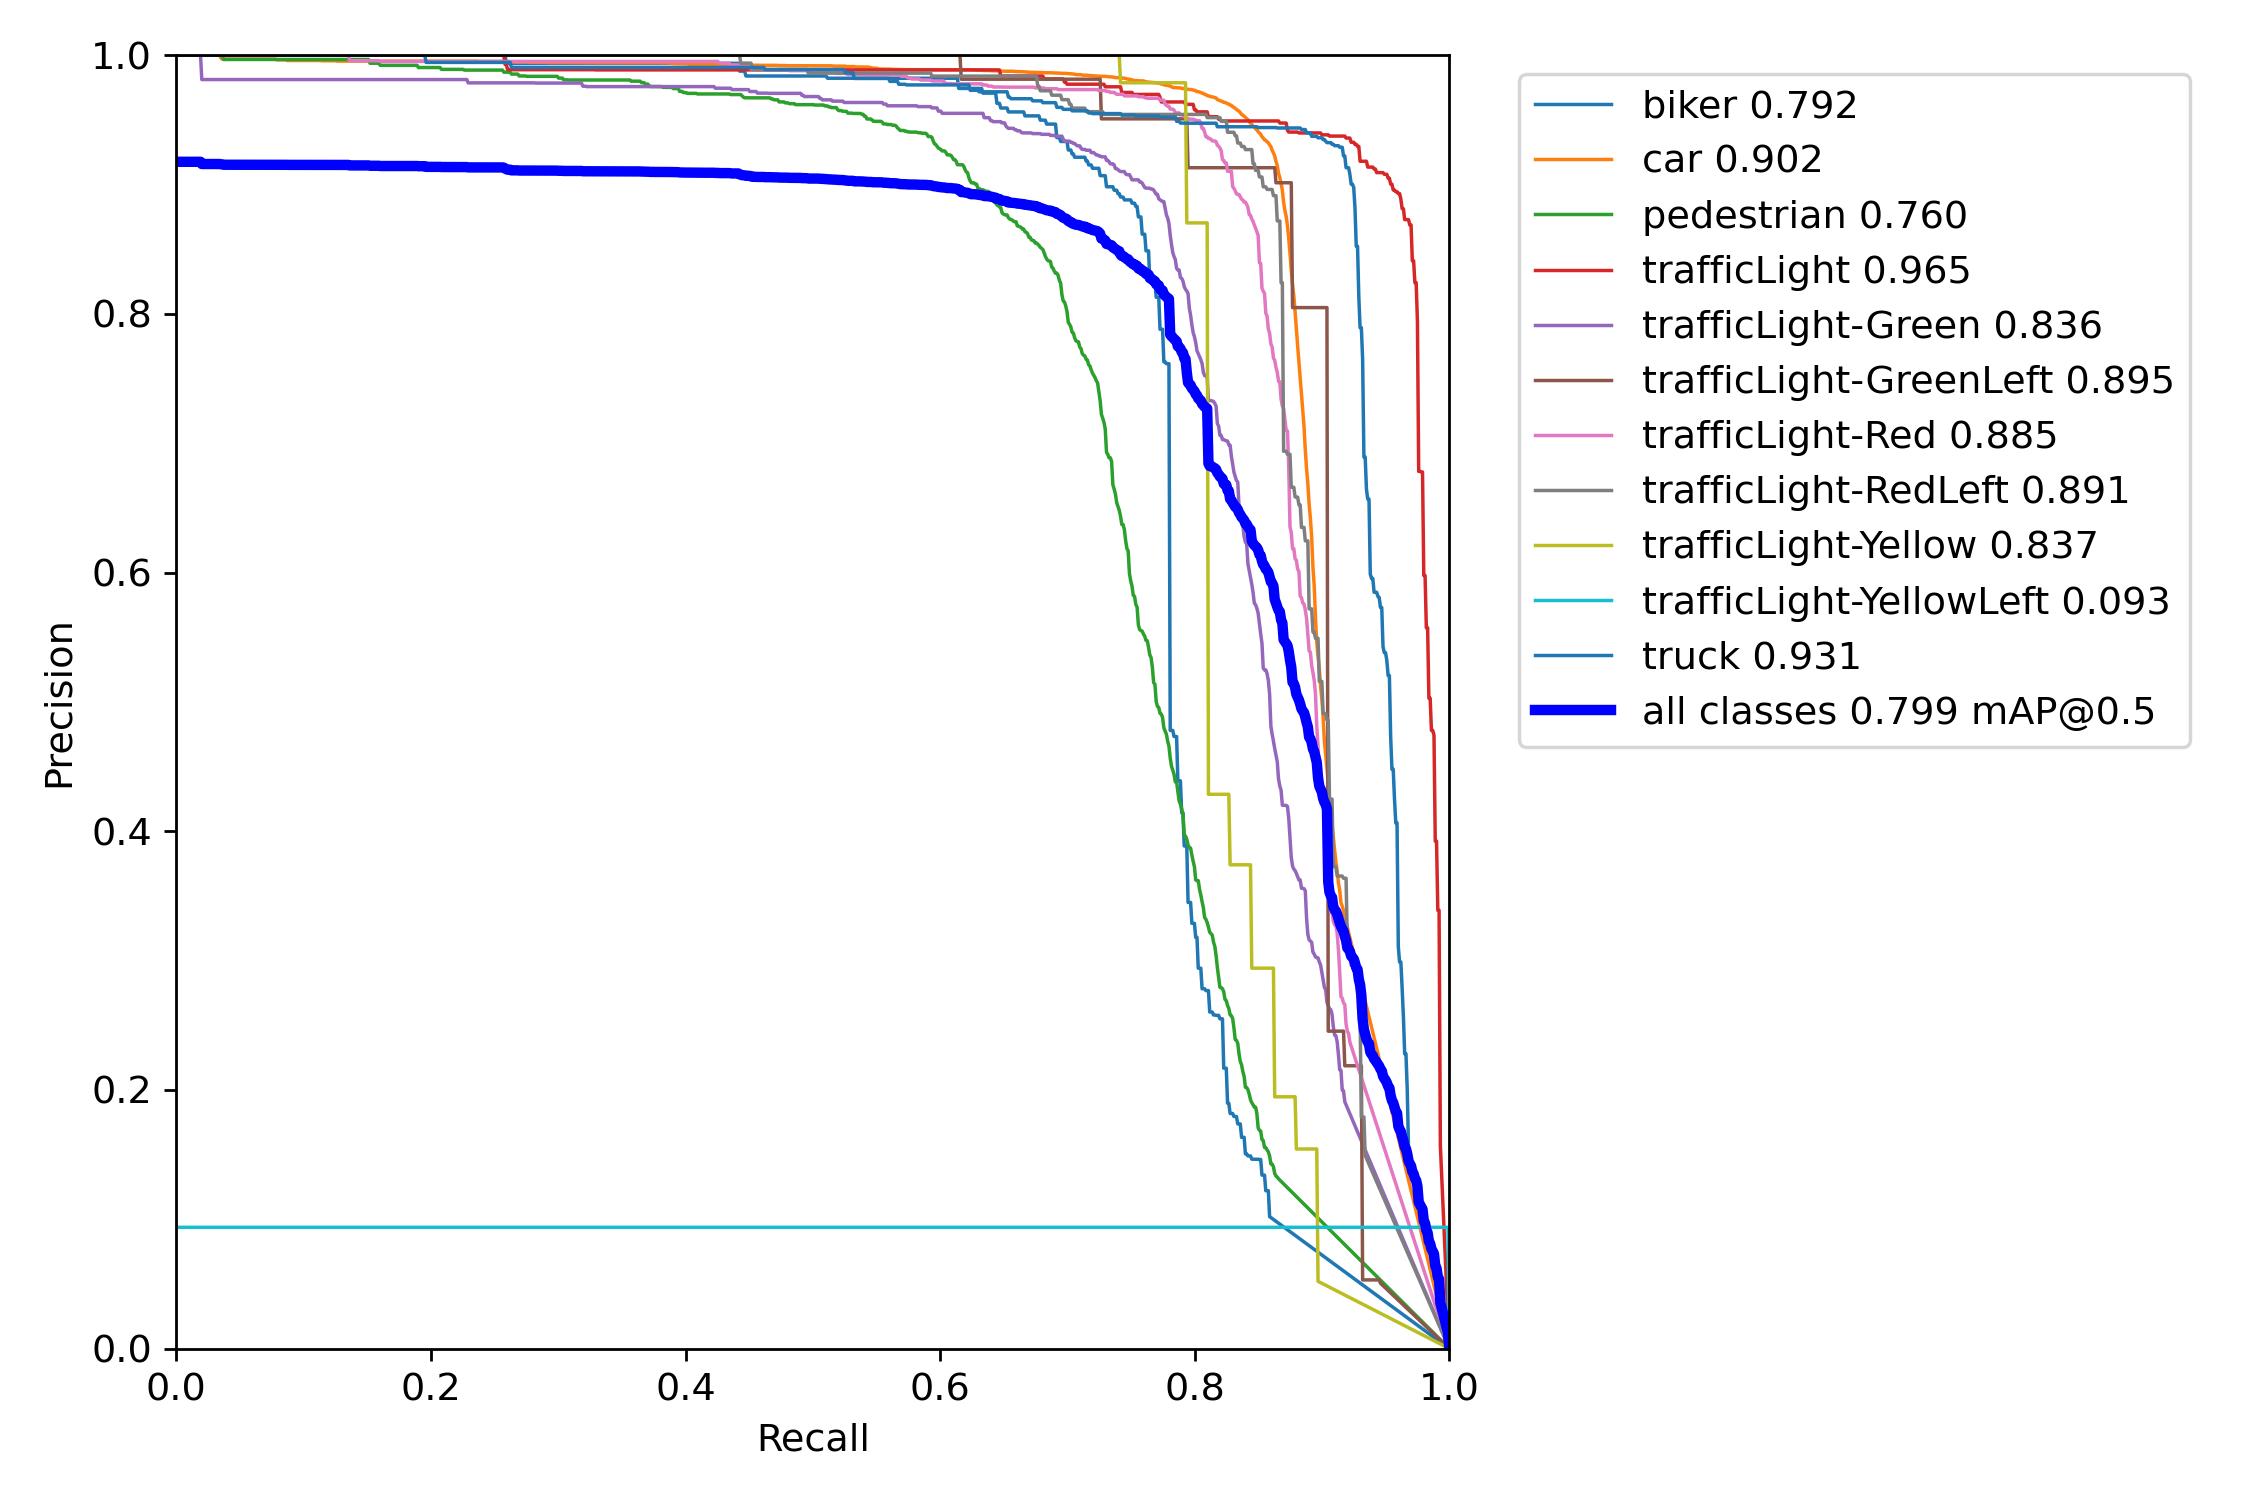 1.0
0.8
0.6
0.4
0.2
0.0
Precision
0.0 0.2 0.4 0.6 0.8 1.0
Recall
biker 0.792
car 0.902
pedestrian 0.760
trafficLight 0.965
trafficLight-Green 0.836
trafficLight-GreenLeft 0.895
trafficLight-Red 0.885
trafficLight-RedLeft 0.891
trafficLight-Yellow 0.837
trafficLight-YellowLeft 0.093
truck 0.931
all classes 0.799 mAP@0.5